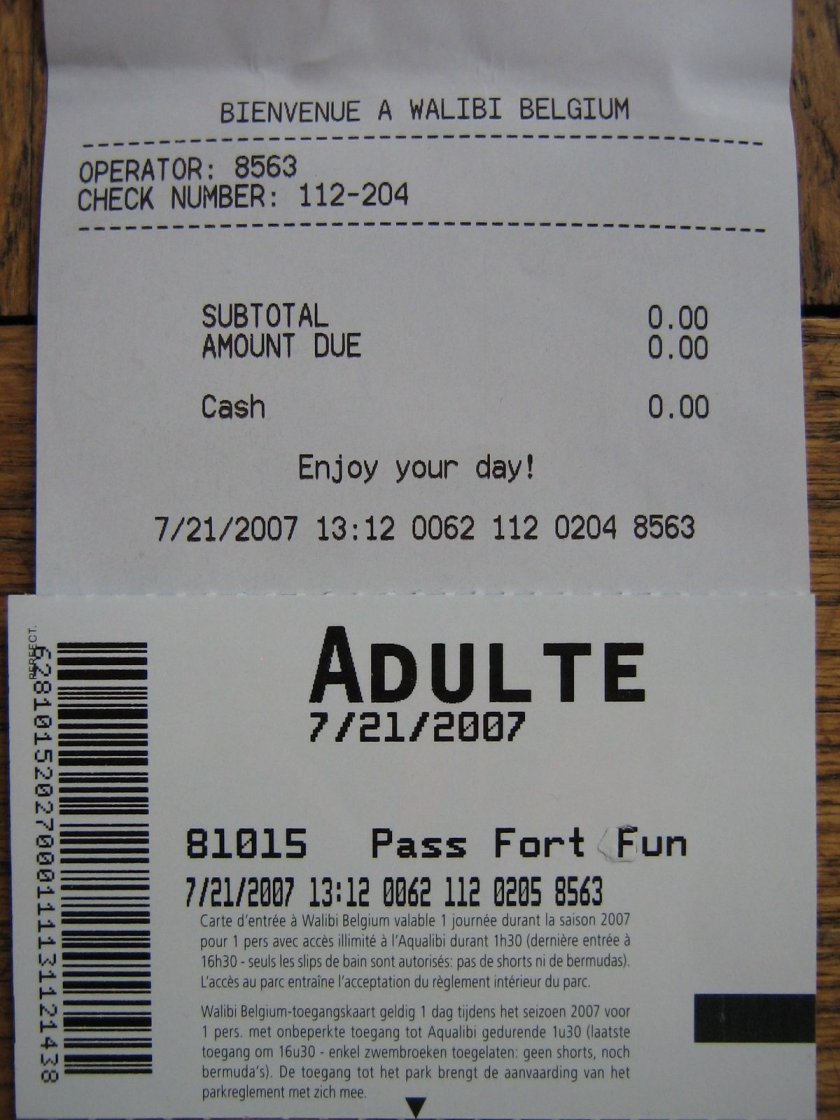 BIENVENUE A WALIBI BELGIUM
OPERATOR: 8563
CHECK NUMBER: 112-204
SUBTOTAL 0.00
AMOUNT DUE 0.00
Cash 0.00
Enjoy your day!
7/21/2007 13:12 0062 112 0204 8563
ADULTE
7/21/2007
81015 Pass Fort Fun
7/21/2007 13:12 0062 112 0205 8563
Carte d'entrée à Walibi Belgium valable 1 journée durant la saison 2007
pour 1 pers avec accès illimité à l'Aqualibi durant 1h30 (dernière entrée à
16h30 - seuls les slips de bain sont autorisés: pas de shorts ni de bermudas).
L'accès au parc entraîne l'acceptation du règlement intérieur du parc.
Walibi Belgium-toegangskaart geldig 1 dag tijdens het seizoen 2007 voor
1 pers. met onbeperkte toegang tot Aqualibi gedurende 1u30 (laatste
toegang om 16u30 - enkel zwembroeken toegelaten: geen shorts, noch
bermuda's). De toegang tot het park brengt de aanvaarding van het
parkreglement met zich mee.